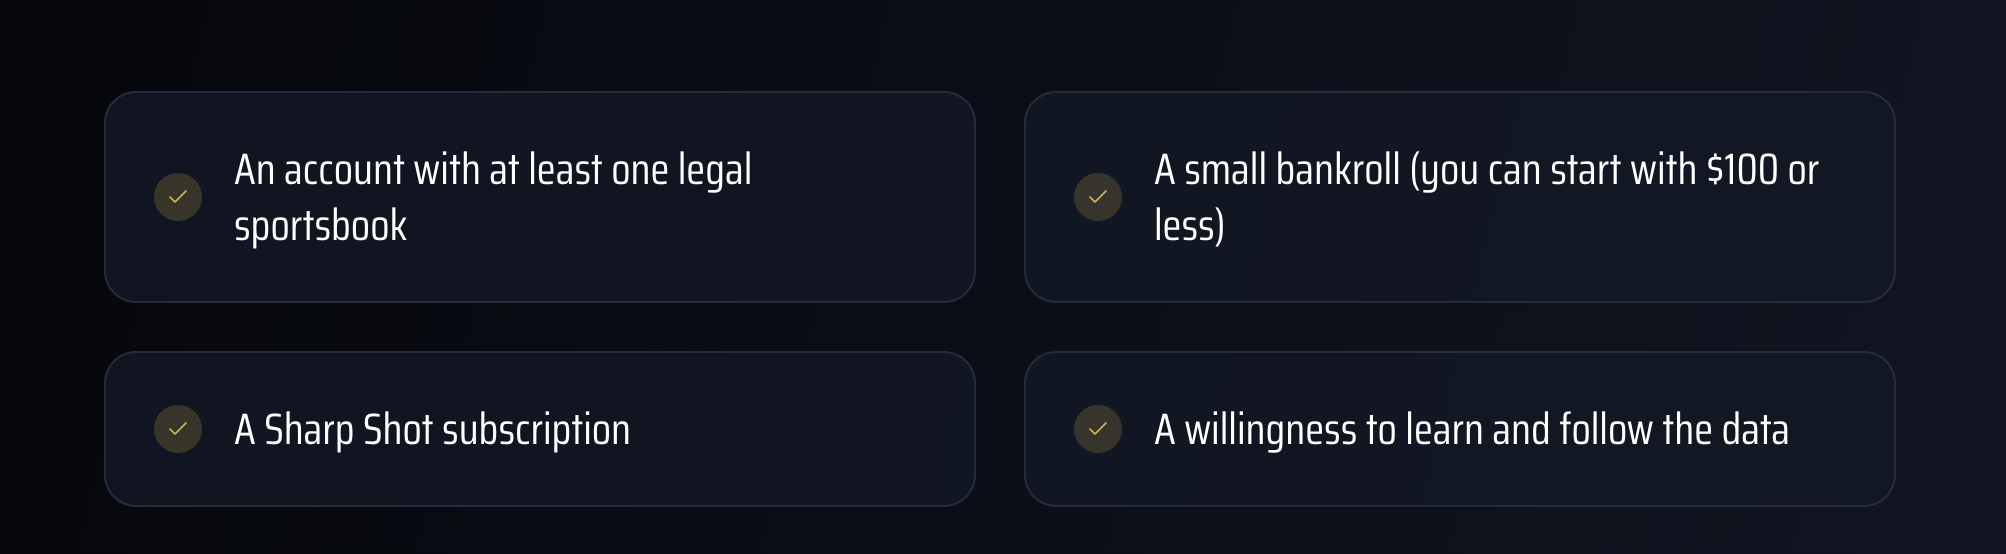 An account with at least one legal
sportsbook
A small bankroll (you can start with $100 or
less)
A Sharp Shot subscription
A willingness to learn and follow the data